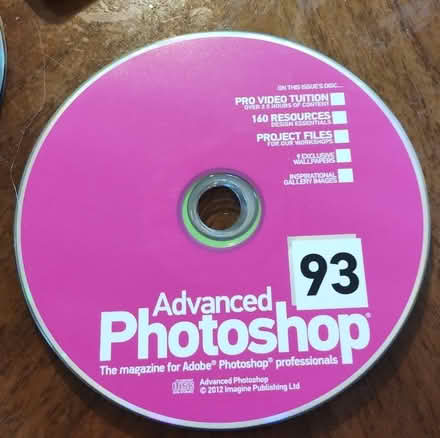 ON THIS ISSUE'S DISC...
PRO VIDEO TUITION
OVER 2.5 HOURS OF CONTENT
160 RESOURCES
DESIGN ESSENTIALS
PROJECT FILES
FOR OUR WORKSHOPS
9 EXCLUSIVE
WALLPAPERS
INSPIRATIONAL
GALLERY IMAGES
93
Advanced
Photoshop®
The magazine for Adobe® Photoshop® professionals
Advanced Photoshop
© 2012 Imagine Publishing Ltd